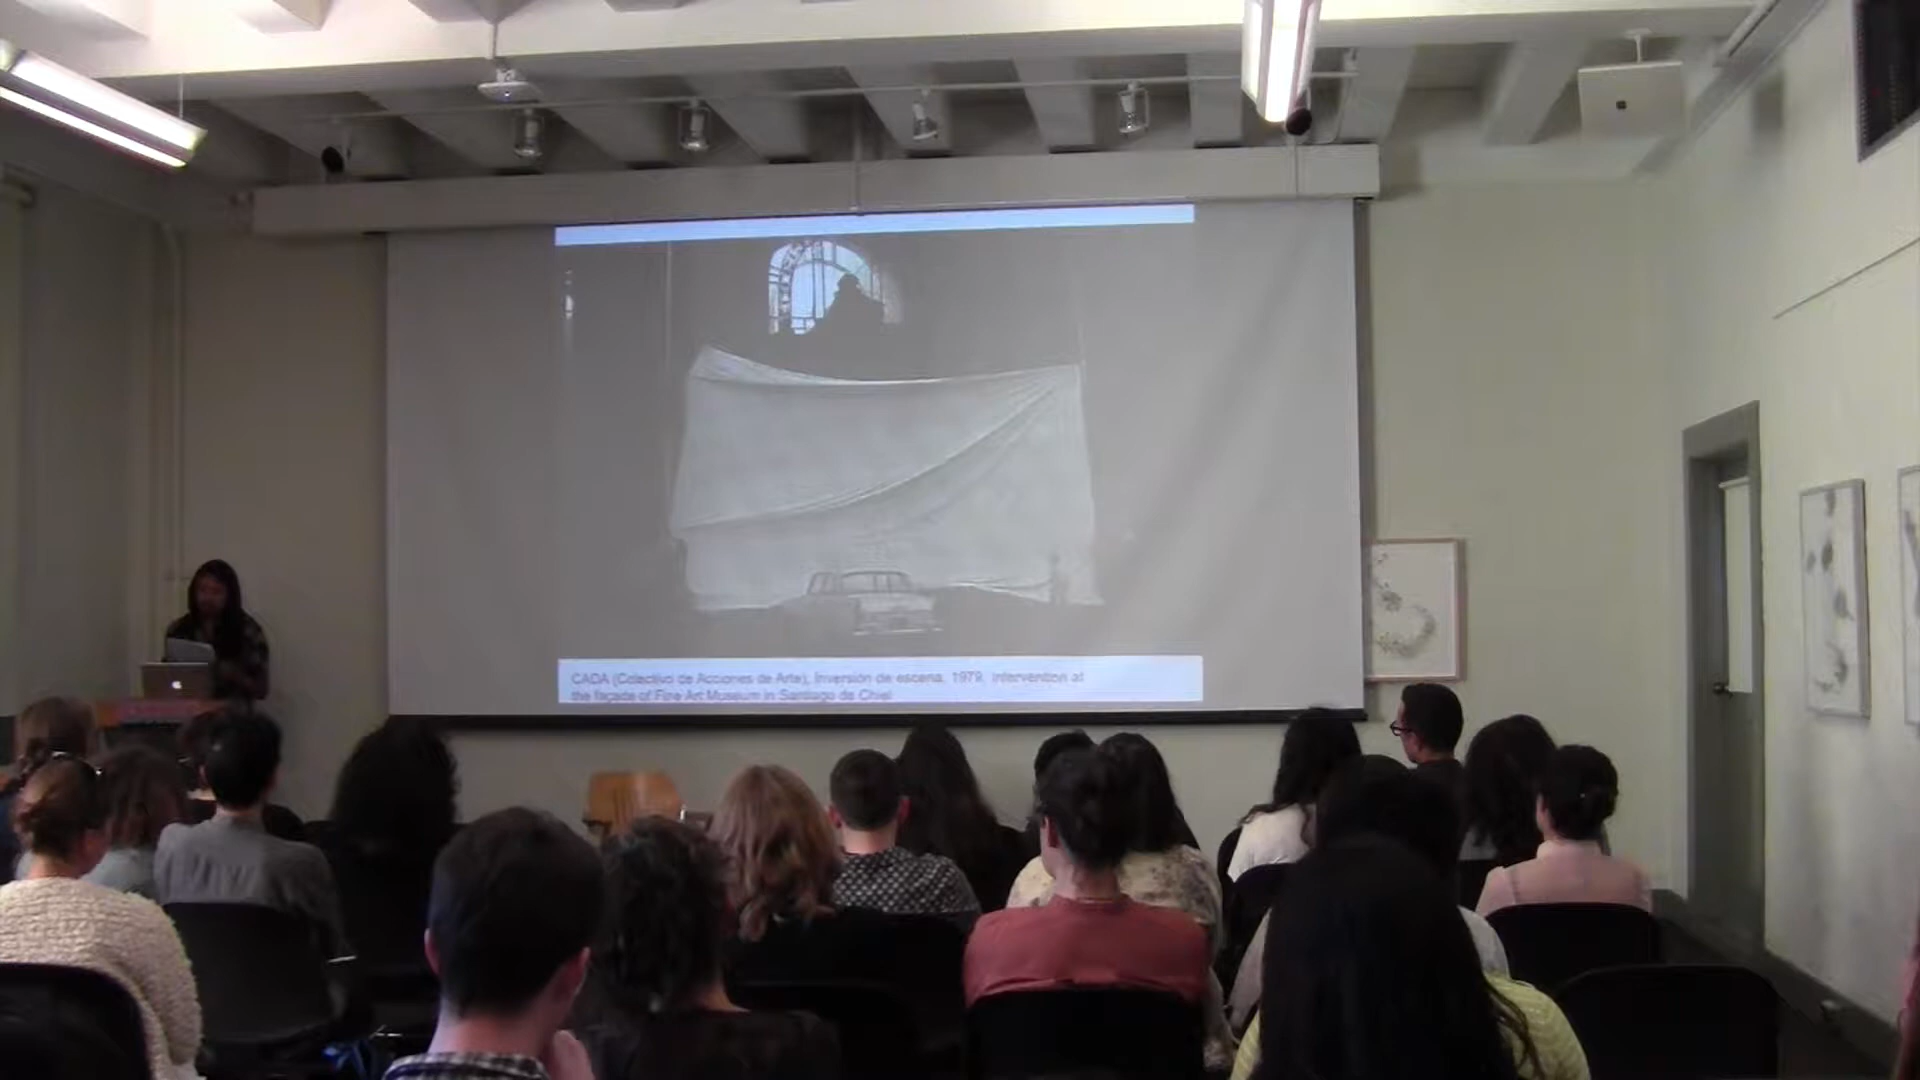 CADA (Colectivo de Acciones de Arte), Inversión de escena. 1979. Intervention at
the façade of Fine Art Museum in Santiago de Chiel